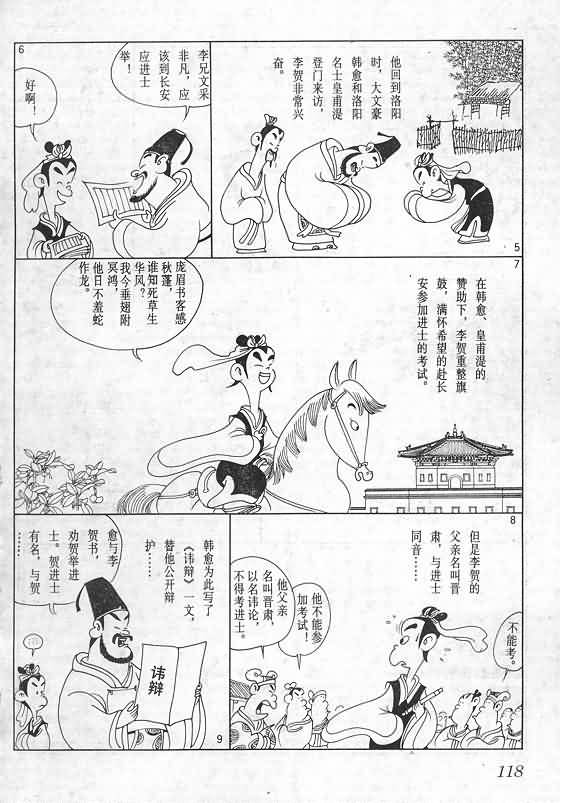 5
他回到洛阳
时，大文豪
韩愈和洛阳
名士皇甫湜
登门来访，
李贺非常兴
奋。
6
李兄文采
非凡，应
该到长安
应进士
举！
好啊！
7
在韩愈、皇甫湜的
赞助下，李贺重整旗
鼓，满怀希望的赴长
安参加进士的考试。
庞眉书客感
秋蓬，
谁知死草生
华风？
我今垂翅附
冥鸿，
他日不羞蛇
作龙。
8
但是李贺的
父亲名叫晋
肃，与进士
同音……
不能考。
他不能参
加考试！
他父亲
名叫晋肃，
以名讳论，
不得考进士。
9
韩愈为此写了
《讳辩》一文，
替他公开辩
护……
愈与李
贺书，
劝贺举进
士。贺进士
有名，与贺
……
讳辩
……
118